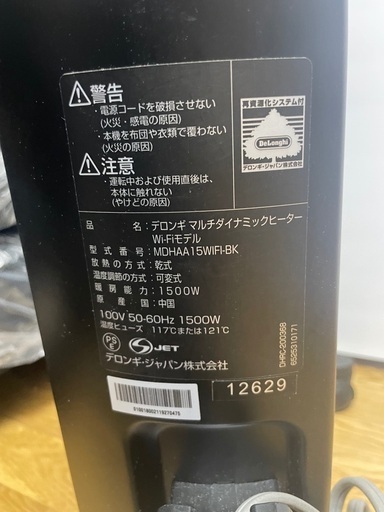 ⚠警告
・電源コードを破損させない
(火災・感電の原因)
・本機を布団や衣類で覆わない
(火災の原因)
⚠注意
・運転中および使用直後は、
本体に触れない
(やけどの原因)
高資源化システム付
DeLonghi
デロンギ・ジャパン株式会社
品名：デロンギ マルチダイナミックヒーター
Wi-Fiモデル
型式番号：MDHAA15WIFI-BK
放熱の方式：乾式
温度調節の方式：可変式
暖房能力：1500W
原産国：中国
100V 50-60Hz 1500W
温度ヒューズ 117℃または121℃
PS E
S JET
デロンギ・ジャパン株式会社
DHRC-200368
6525310171
12629